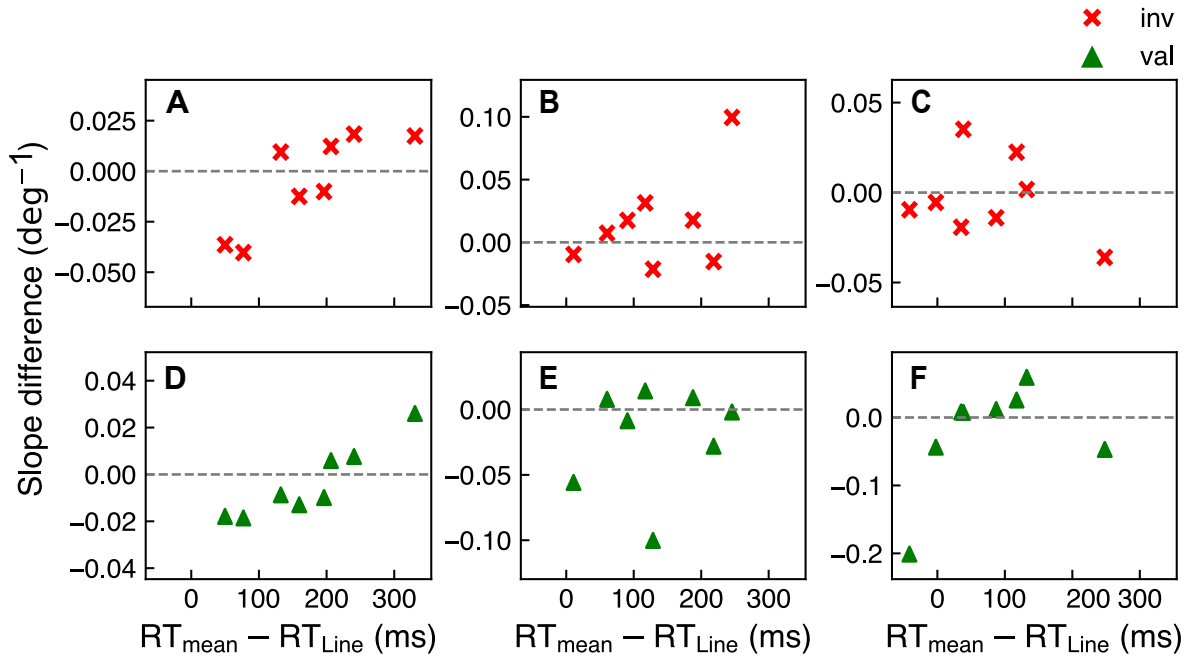 inv
val
Slope difference (deg⁻¹)
A
0.025
0.000
−0.025
−0.050
B
0.10
0.05
0.00
−0.05
C
0.05
0.00
−0.05
D
0.04
0.02
0.00
−0.02
−0.04
0 100 200 300
RTmean − RTLine (ms)
E
0.00
−0.05
−0.10
0 100 200 300
RTmean − RTLine (ms)
F
0.0
−0.1
−0.2
0 100 200 300
RTmean − RTLine (ms)